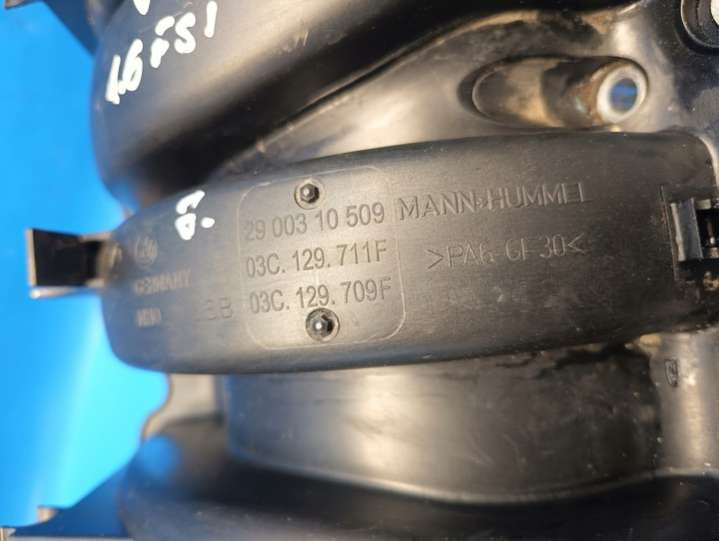 1.6 FSI
29 003 10 509
03C. 129. 711F
03C. 129. 709F
MANN+HUMMEL
>PA6 GF30<
GERMANY